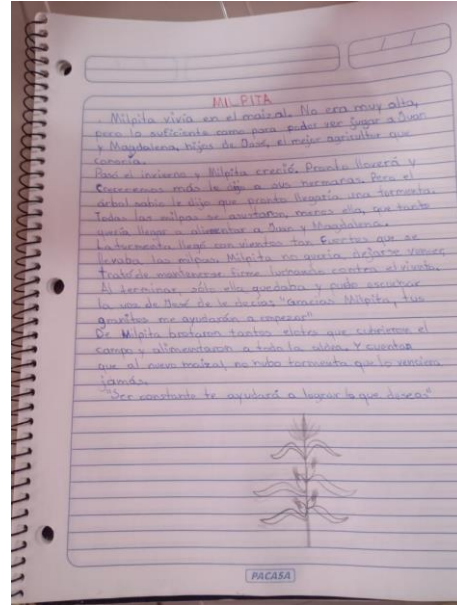 MILPITA
. Milpita vivía en el maizal. No era muy alta,
pero lo suficiente como para poder ver jugar a Juan
y Magdalena, hijos de José, el mejor agricultor que
conocía.
Pasó el invierno y Milpita creció. Pronto lloverá y
creceremos más le dijo a sus hermanas. Pero el
árbol sabio le dijo que pronto llegaría una tormenta.
Todas las milpas se asustaron, menos ella, que tanto
quería llegar a alimentar a Juan y Magdalena.
La tormenta llegó con vientos tan fuertes que se
llevaba, las milpas. Milpita no quería dejarse vencer,
trató de mantenerse firme luchando contra el viento.
Al terminar, sólo ella quedaba y pudo escuchar
la voz de José de le decías "Gracias Milpita, tus
granitos me ayudarán a empezar"
De Milpita brotaron tantos elotes que cubrieron el
campo y alimentaron a toda la aldea. Y cuentan
que al nuevo maizal, no hubo tormenta que lo venciera
jamás.
"Ser constante te ayudará a lograr lo que deseas"
PACASA